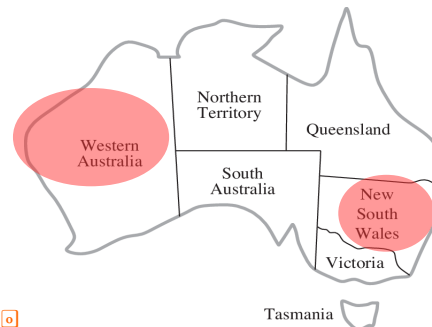 Northern
Territory
Western
Australia
Queensland
South
Australia
New
South
Wales
Victoria
Tasmania
o